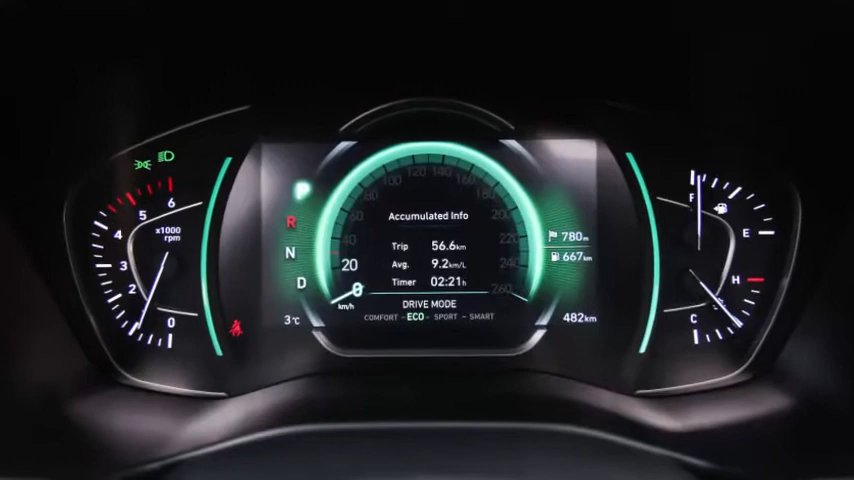 6
5
4
3
2
1
0
x1000
rpm
P
R
N
D
3℃
60
80
100
120
140
160
180
200
220
240
260
40
20
0
km/h
Accumulated Info
Trip 56.6km
Avg. 9.2km/L
Timer 02:21h
DRIVE MODE
COMFORT - ECO - SPORT - SMART
780m
667km
482km
F
E
H
C